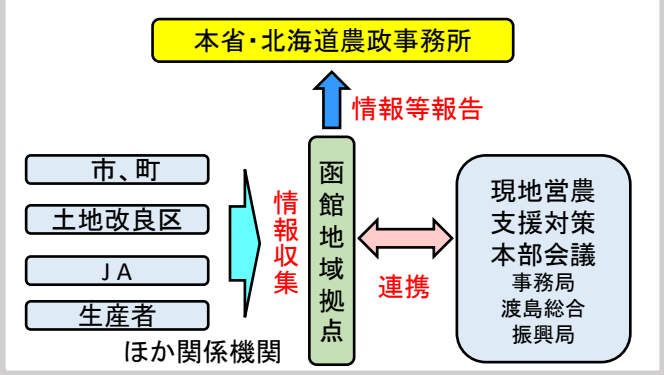 本省・北海道農政事務所
情報等報告
市、町
土地改良区
JA
生産者
ほか関係機関
情報収集
函館地域拠点
連携
現地営農
支援対策
本部会議
事務局
渡島総合
振興局